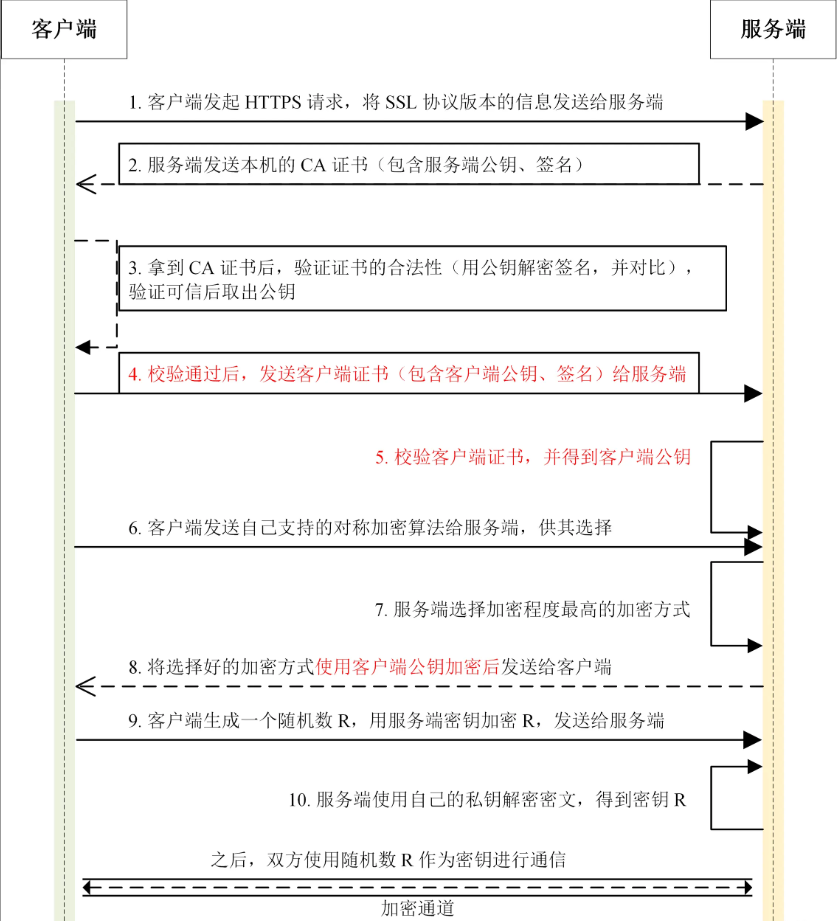 客户端
服务端
1. 客户端发起 HTTPS 请求，将 SSL 协议版本的信息发送给服务端
2. 服务端发送本机的 CA 证书（包含服务端公钥、签名）
3. 拿到 CA 证书后，验证证书的合法性（用公钥解密签名，并对比），
验证可信后取出公钥
4. 校验通过后，发送客户端证书（包含客户端公钥、签名）给服务端
5. 校验客户端证书，并得到客户端公钥
6. 客户端发送自己支持的对称加密算法给服务端，供其选择
7. 服务端选择加密程度最高的加密方式
8. 将选择好的加密方式使用客户端公钥加密后发送给客户端
9. 客户端生成一个随机数 R，用服务端密钥加密 R，发送给服务端
10. 服务端使用自己的私钥解密密文，得到密钥 R
之后，双方使用随机数 R 作为密钥进行通信
加密通道